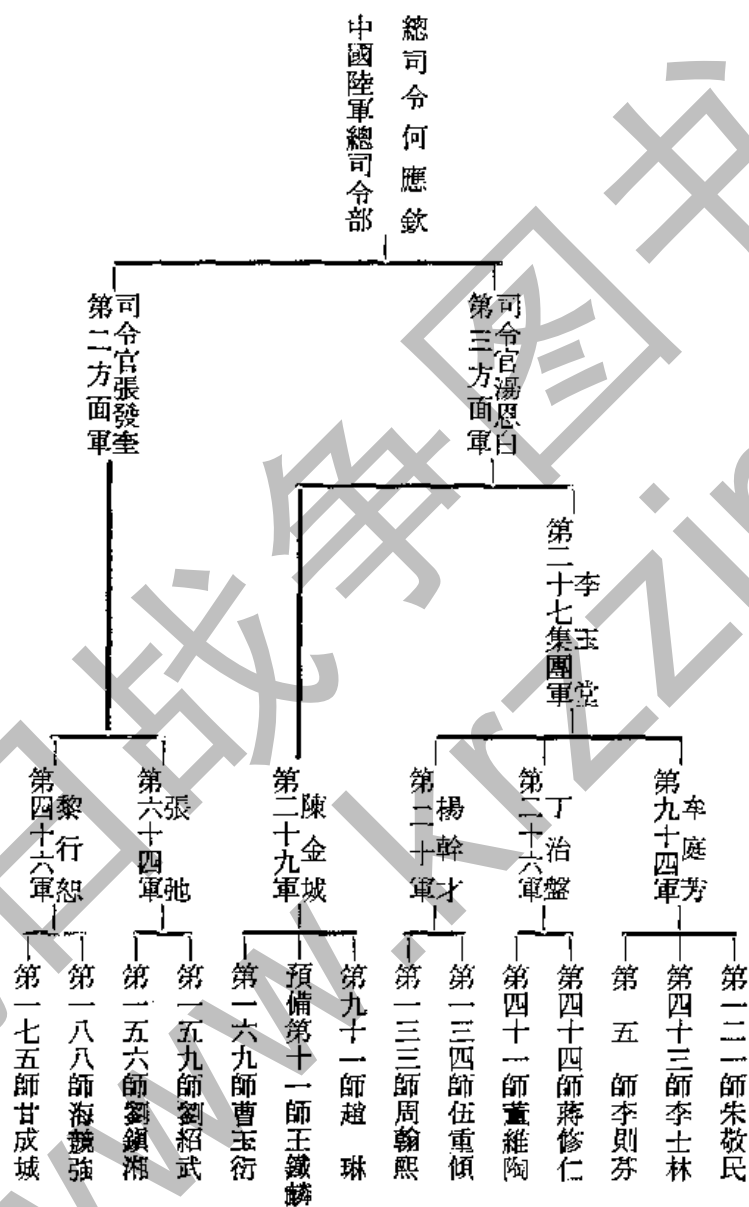 總司令何應欽
中國陸軍總司令部
司令官湯恩白
第三方面軍
司令官張發奎
第二方面軍
李玉堂
第二十七集團軍
牟庭芳
第九十四軍
丁治磐
第二十六軍
楊幹才
第二十軍
陳金城
第二十九軍
張弛
第六十四軍
黎行恕
第四十六軍
第一二一師朱敬民
第四十三師李士林
第五師李則芬
第四十四師蔣修仁
第四十一師董維陶
第一三四師伍重傾
第一三三師周翰熙
第九十一師趙琳
預備第十一師王鐵麟
第一六九師曹玉衍
第一五九師劉紹武
第一五六師劉鎮湘
第一八八師海競強
第一七五師甘成城
www.krzzjn